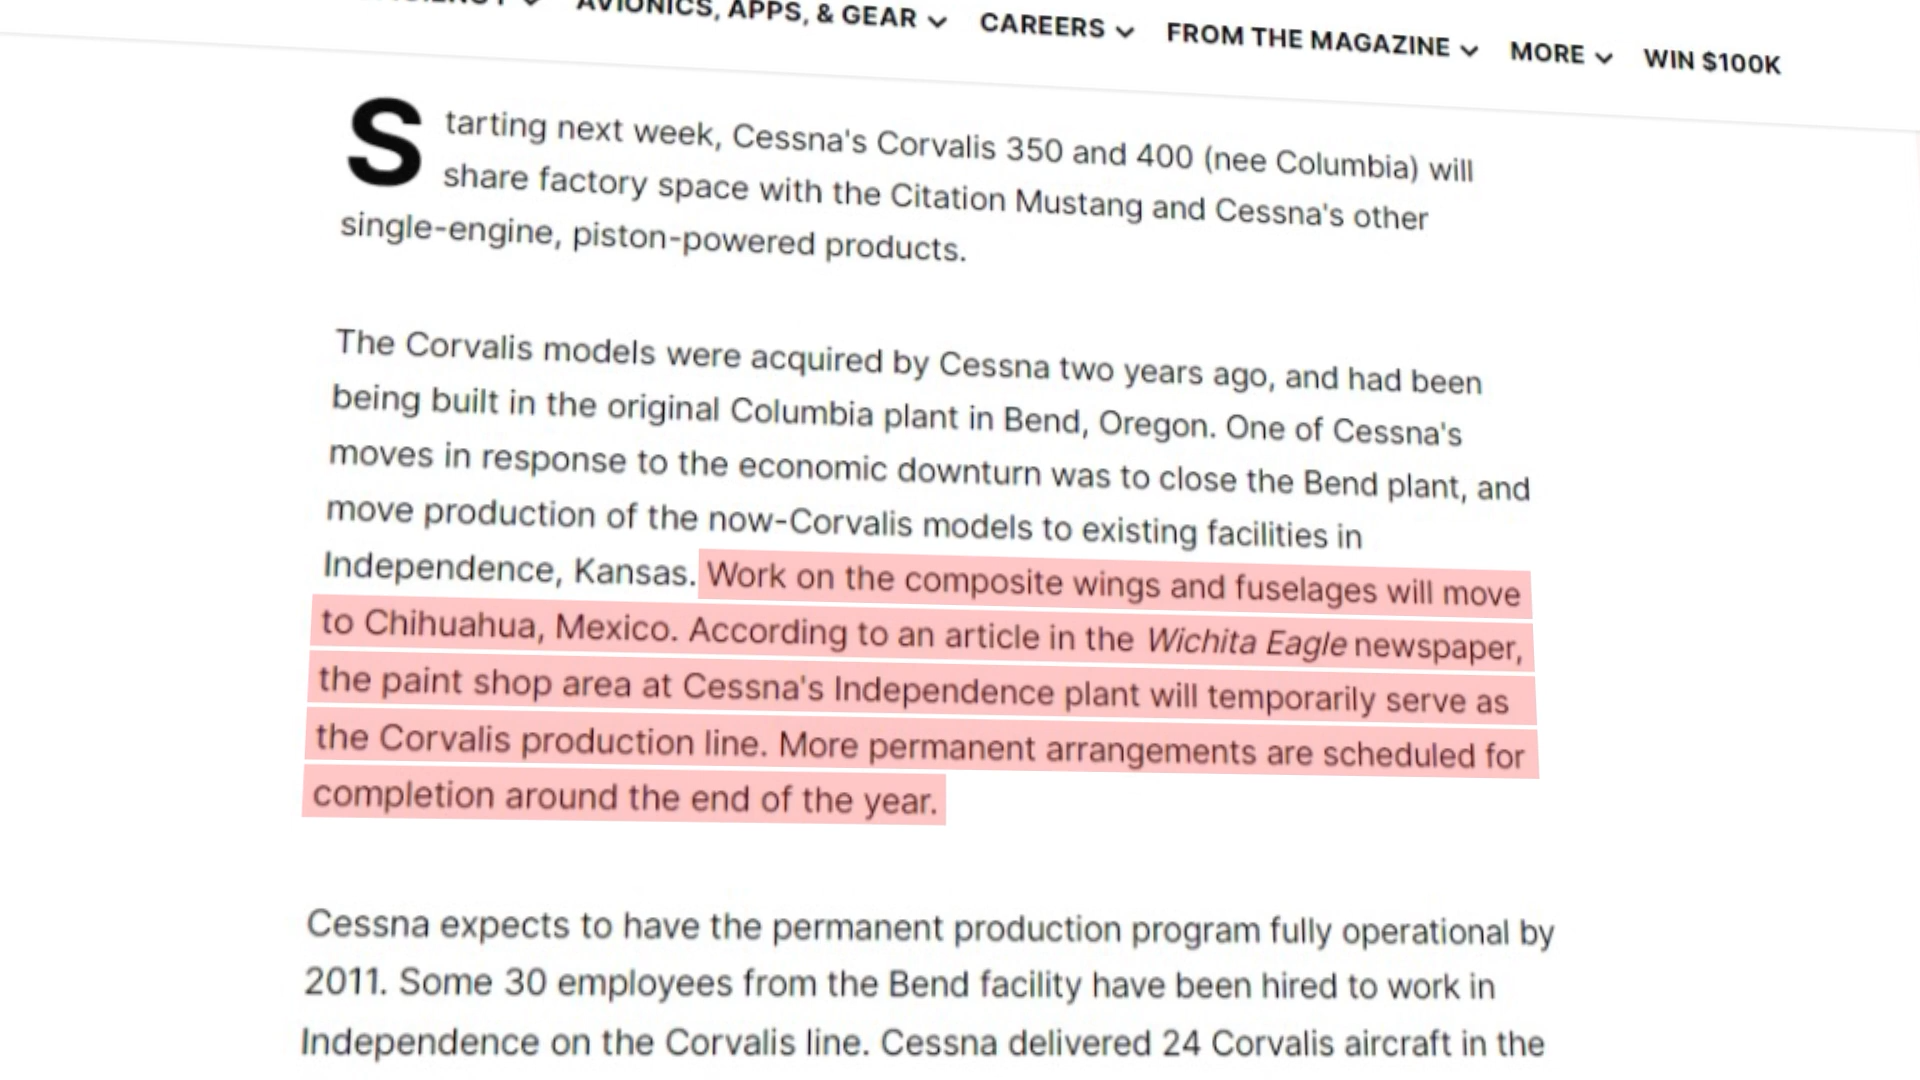 AVIONICS, APPS, & GEAR CAREERS FROM THE MAGAZINE MORE WIN $100K
Starting next week, Cessna's Corvalis 350 and 400 (nee Columbia) will
share factory space with the Citation Mustang and Cessna's other
single-engine, piston-powered products.
The Corvalis models were acquired by Cessna two years ago, and had been
being built in the original Columbia plant in Bend, Oregon. One of Cessna's
moves in response to the economic downturn was to close the Bend plant, and
move production of the now-Corvalis models to existing facilities in
Independence, Kansas. Work on the composite wings and fuselages will move
to Chihuahua, Mexico. According to an article in the Wichita Eagle newspaper,
the paint shop area at Cessna's Independence plant will temporarily serve as
the Corvalis production line. More permanent arrangements are scheduled for
completion around the end of the year.
Cessna expects to have the permanent production program fully operational by
2011. Some 30 employees from the Bend facility have been hired to work in
Independence on the Corvalis line. Cessna delivered 24 Corvalis aircraft in the